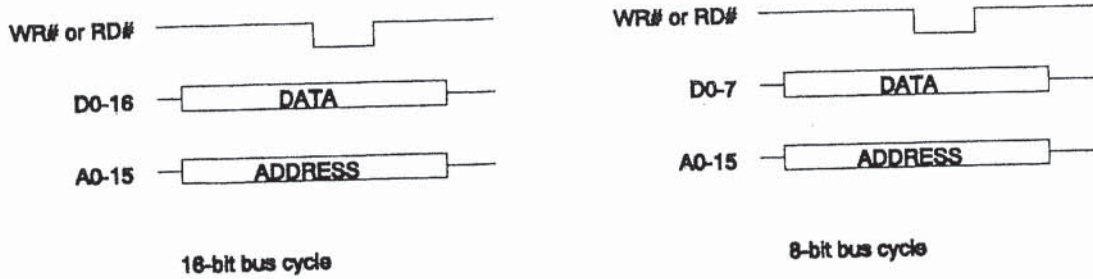 WR# or RD#
D0-16 DATA
A0-15 ADDRESS
16-bit bus cycle
WR# or RD#
D0-7 DATA
A0-15 ADDRESS
8-bit bus cycle